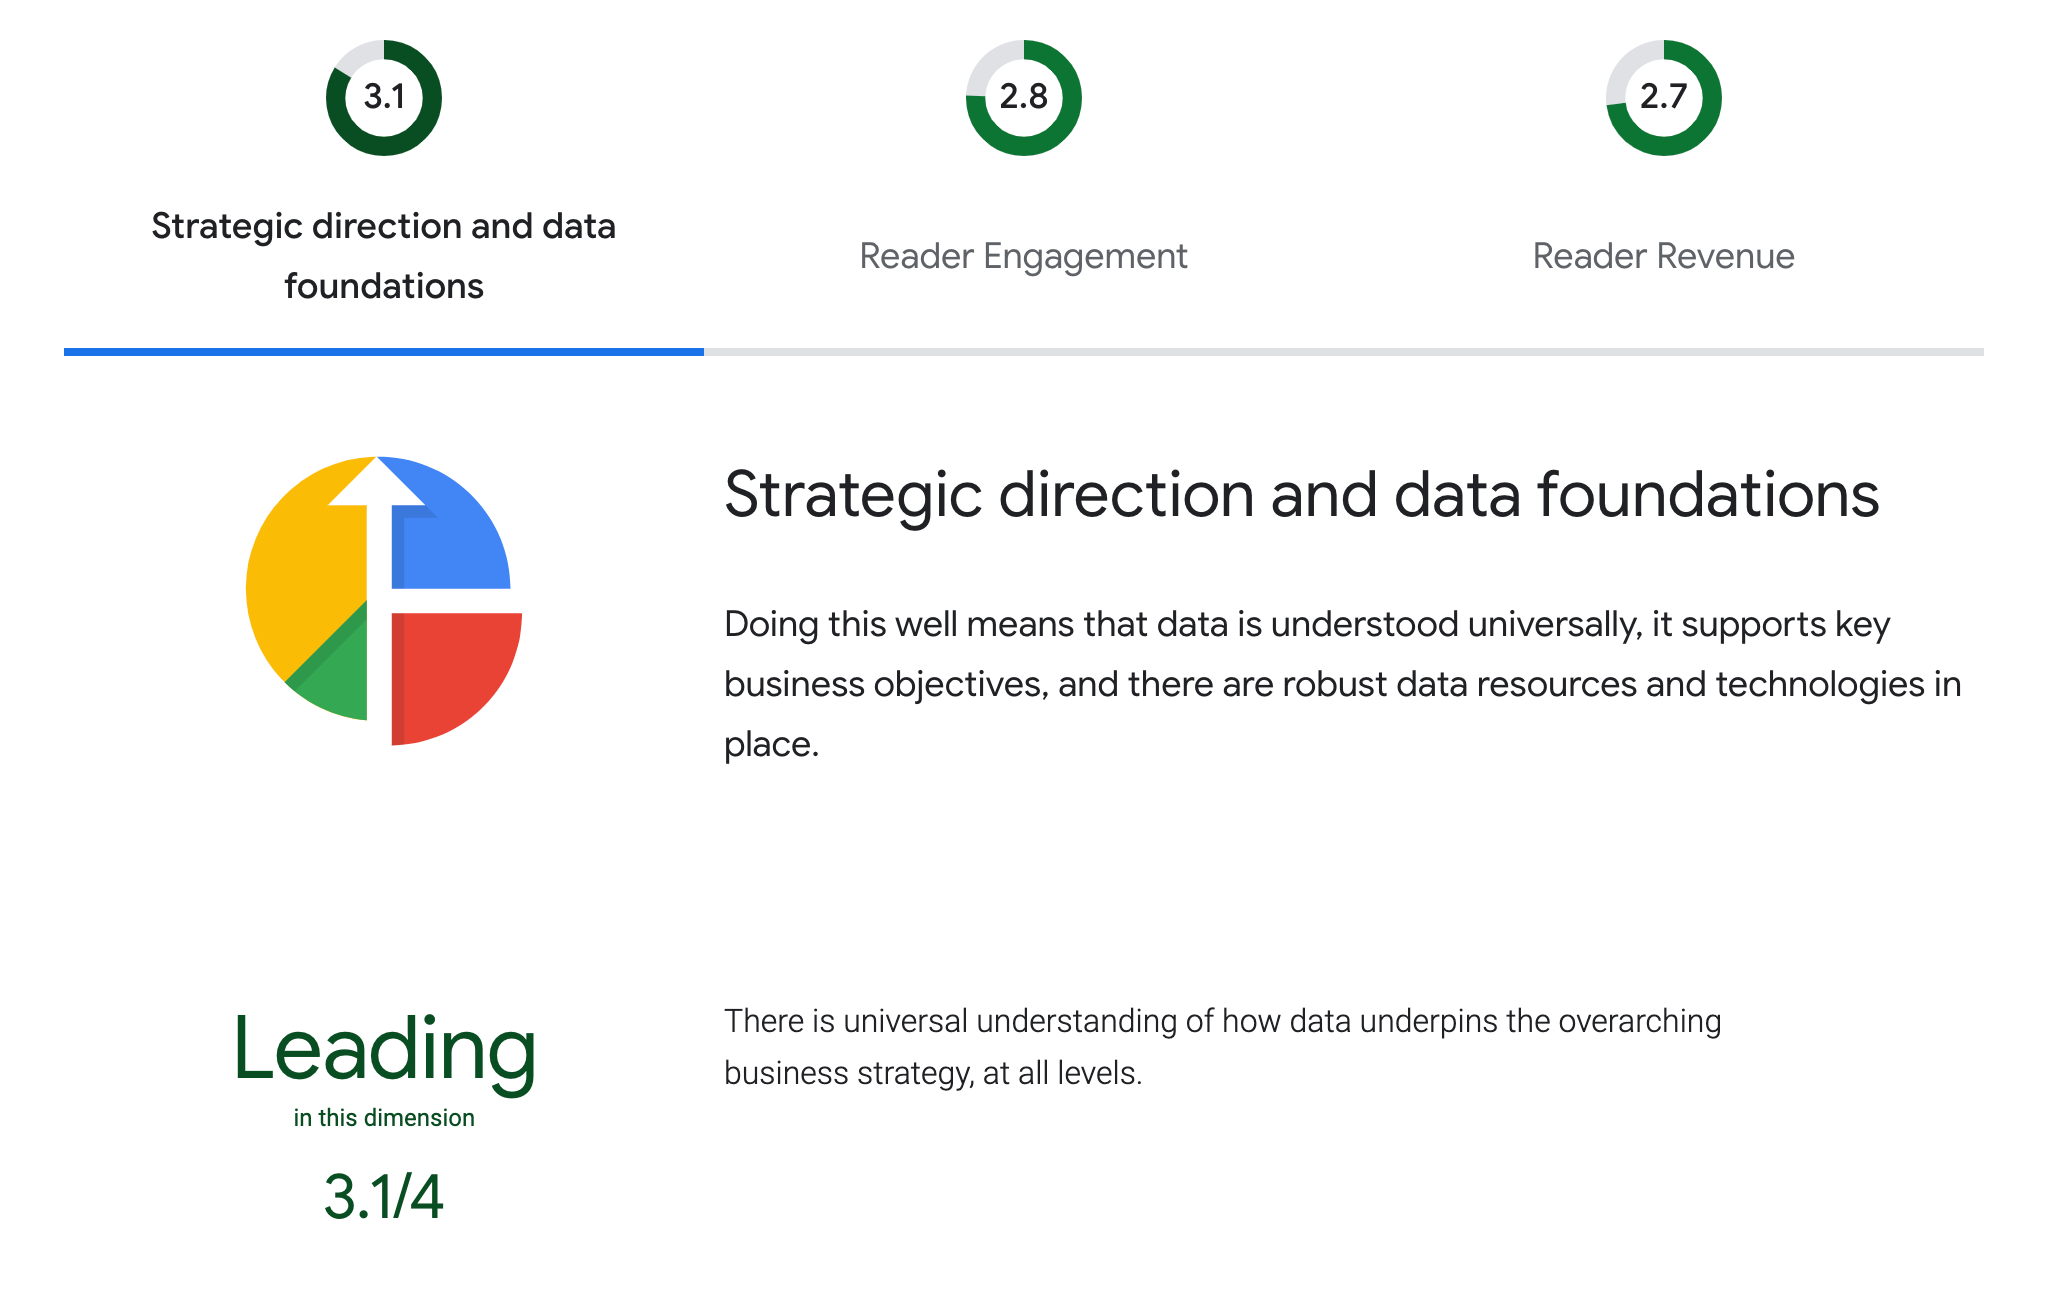 3.1
2.8
2.7
Strategic direction and data
foundations
Reader Engagement
Reader Revenue
Strategic direction and data foundations
Doing this well means that data is understood universally, it supports key
business objectives, and there are robust data resources and technologies in
place.
Leading
in this dimension
3.1/4
There is universal understanding of how data underpins the overarching
business strategy, at all levels.